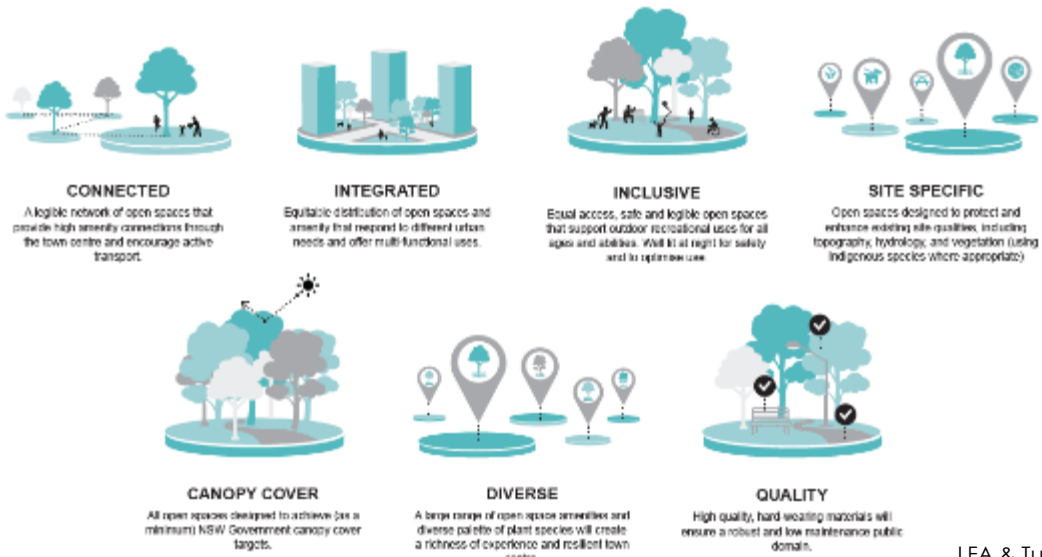 CONNECTED
A legible network of open spaces that
provide high amenity connections through
the town centre and encourage active
transport.
INTEGRATED
Equitable distribution of open spaces and
amenity that respond to different urban
needs and offer multi-functional uses.
INCLUSIVE
Equal access, safe and legible open spaces
that support outdoor recreational uses for all
ages and abilities. Well lit at night for safety
and to optimise use.
SITE SPECIFIC
Open spaces designed to protect and
enhance existing site qualities, including
topography, hydrology, and vegetation (using
indigenous species where appropriate)
CANOPY COVER
All open spaces designed to achieve (as a
minimum) NSW Government canopy cover
targets.
DIVERSE
A large range of open space amenities and
diverse palette of plant species will create
a richness of experience and resilient town
QUALITY
High quality, hard-wearing materials will
ensure a robust and low maintenance public
domain.